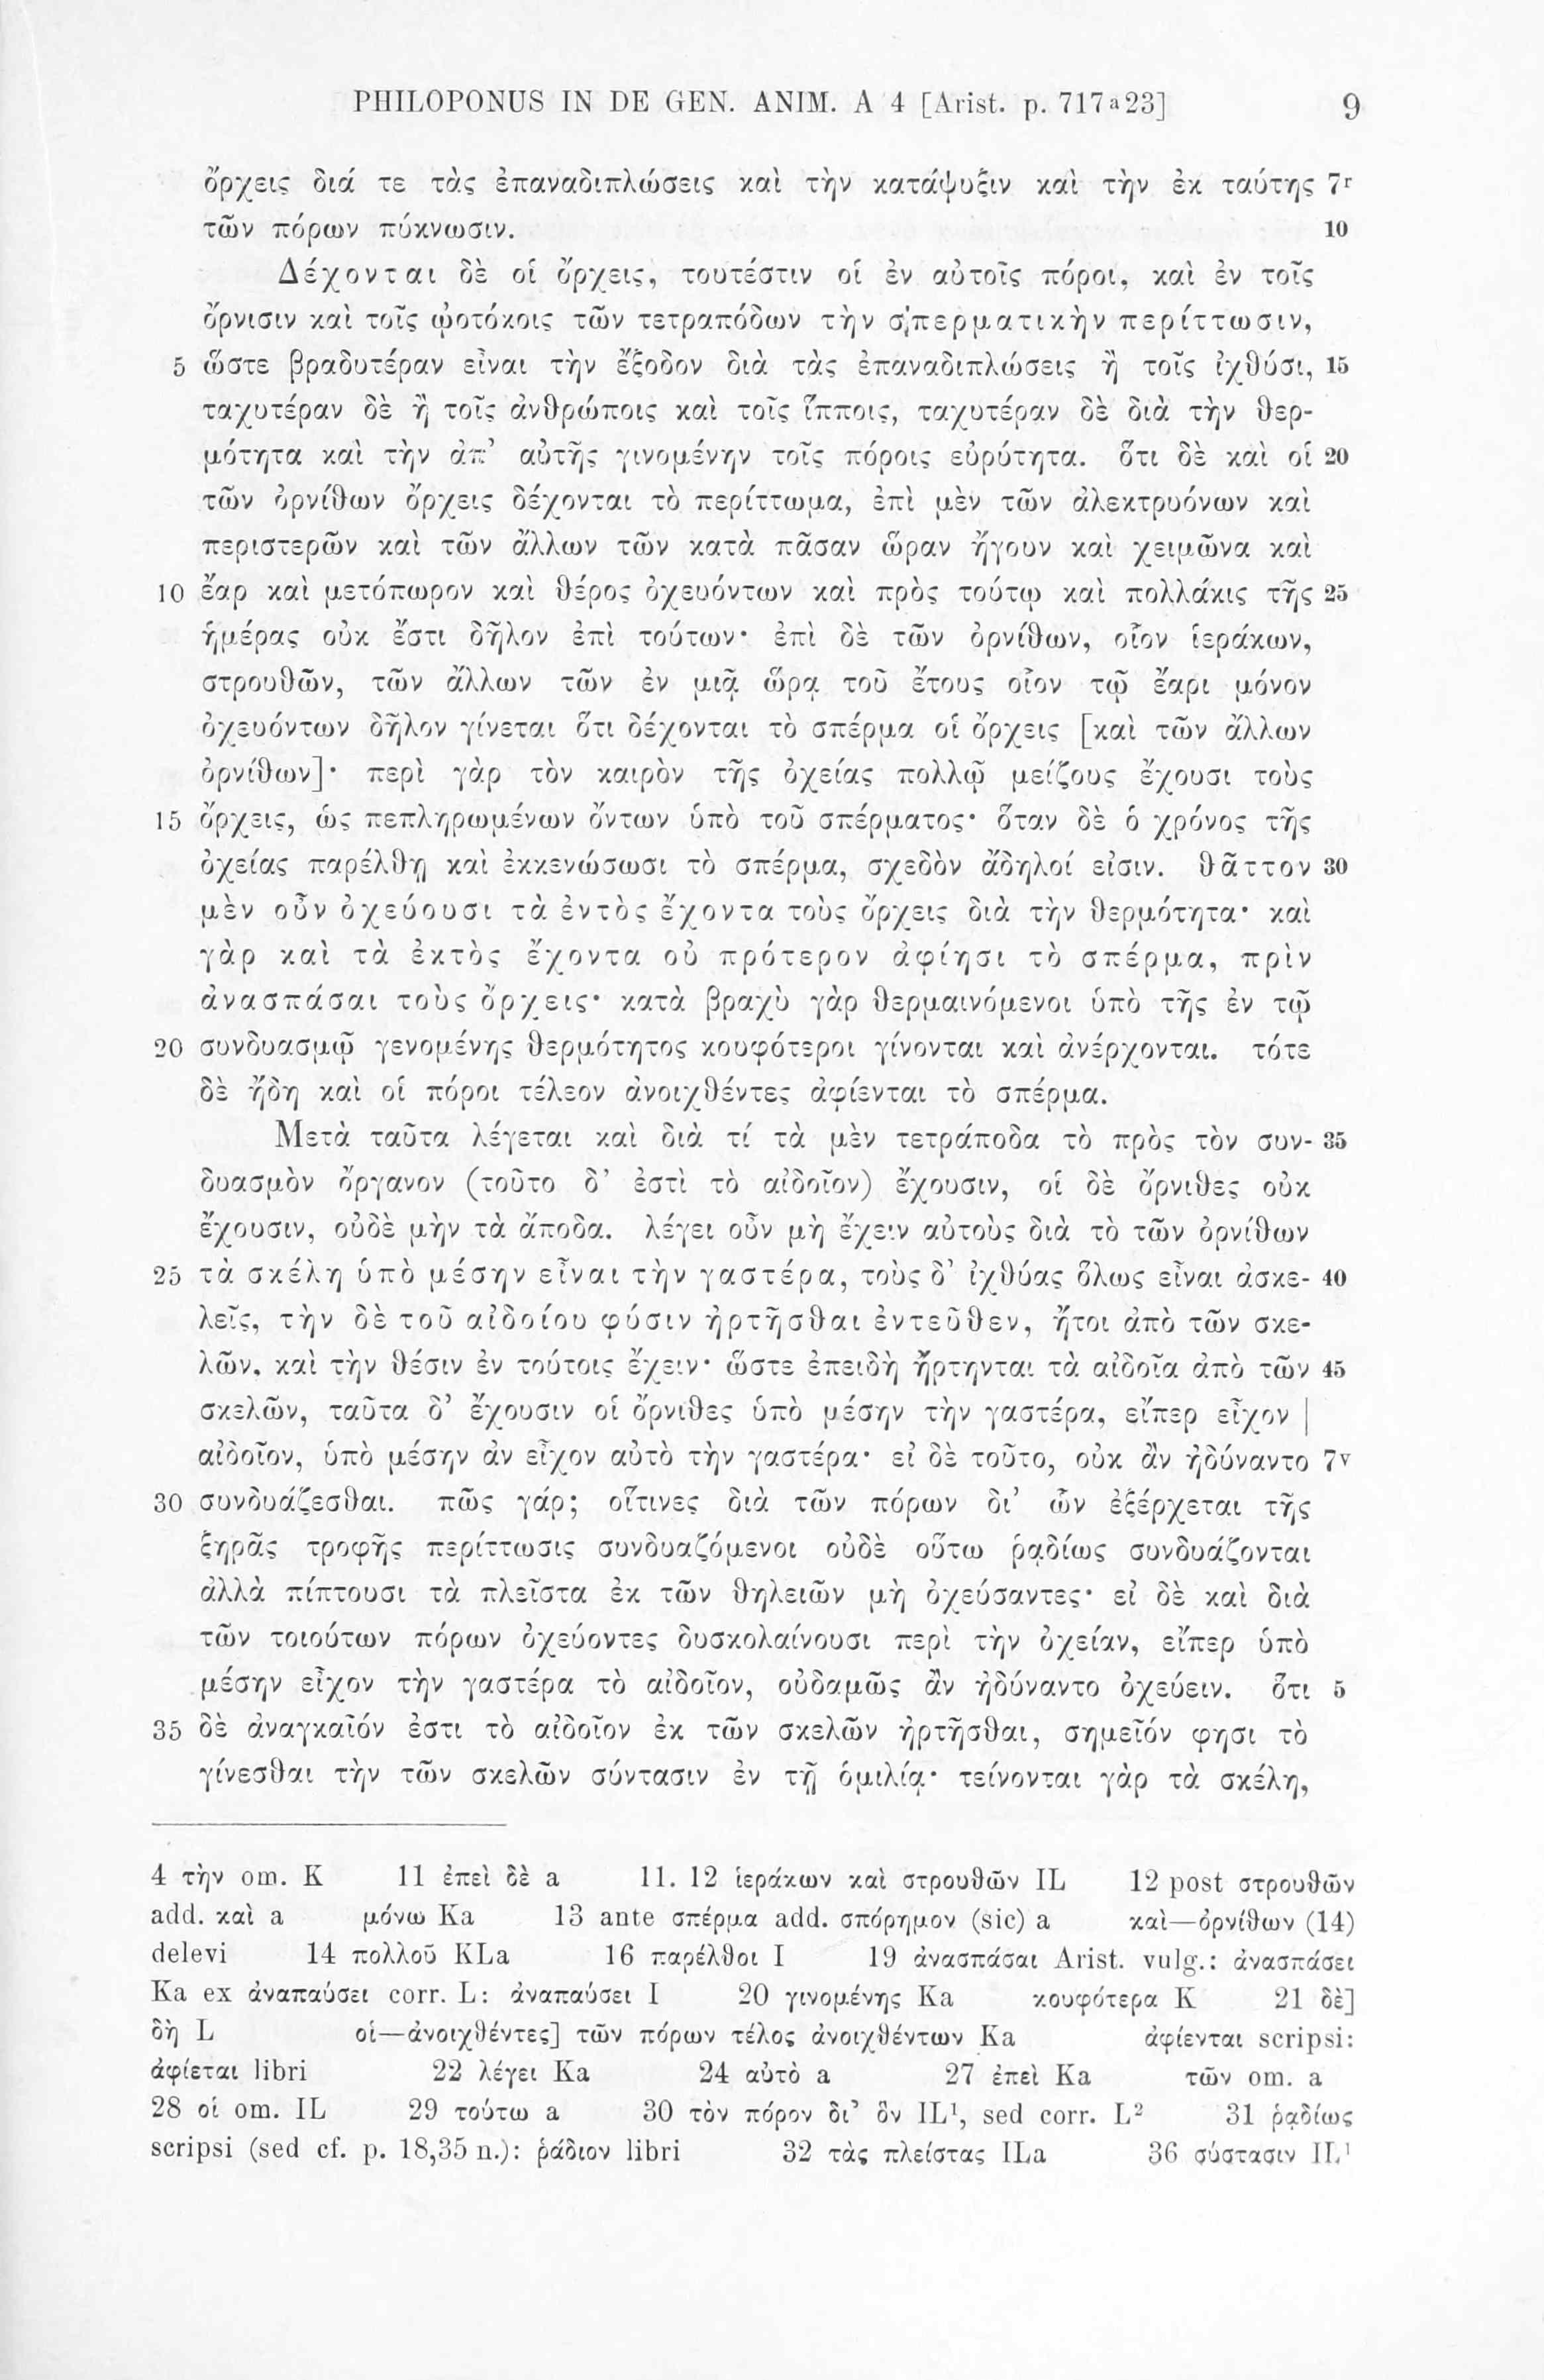 PHILOPONUS IN DE GEN. ANIM. A 4 [Arist. p. 717a23] 9
ὄρχεις διά τε τὰς ἐπαναδιπλώσεις καὶ τὴν κατάψυξιν καὶ τὴν ἐκ ταύτης 7r
τῶν πόρων πύκνωσιν. 10
Δέχονται δὲ οἱ ὄρχεις, τουτέστιν οἱ ἐν αὐτοῖς πόροι, καὶ ἐν τοῖς
ὄρνισιν καὶ τοῖς ᾠοτόκοις τῶν τετραπόδων τὴν σπερματικὴν περίττωσιν,
5 ὥστε βραδυτέραν εἶναι τὴν ἔξοδον διὰ τὰς ἐπαναδιπλώσεις ἢ τοῖς ἰχθύσι, 15
ταχυτέραν δὲ ἢ τοῖς ἀνθρώποις καὶ τοῖς ἵπποις, ταχυτέραν δὲ διὰ τὴν θερ-
μότητα καὶ τὴν ἀπ’ αὐτῆς γινομένην τοῖς πόροις εὐρύτητα. ὅτι δὲ καὶ οἱ 20
τῶν ὀρνίθων ὄρχεις δέχονται τὸ περίττωμα, ἐπὶ μὲν τῶν ἀλεκτρυόνων καὶ
περιστερῶν καὶ τῶν ἄλλων τῶν κατὰ πᾶσαν ὥραν ἤγουν καὶ χειμῶνα καὶ
10 ἔαρ καὶ μετόπωρον καὶ θέρος ὀχευόντων καὶ πρὸς τούτῳ καὶ πολλάκις τῆς 25
ἡμέρας οὐκ ἔστι δῆλον ἐπὶ τούτων· ἐπὶ δὲ τῶν ὀρνίθων, οἷον ἱεράκων,
στρουθῶν, τῶν ἄλλων τῶν ἐν μιᾷ ὥρᾳ τοῦ ἔτους οἷον τῷ ἔαρι μόνον
ὀχευόντων δῆλον γίνεται ὅτι δέχονται τὸ σπέρμα οἱ ὄρχεις [καὶ τῶν ἄλλων
ὀρνίθων]· περὶ γὰρ τὸν καιρὸν τῆς ὀχείας πολλῷ μείζους ἔχουσι τοὺς
15 ὄρχεις, ὡς πεπληρωμένων ὄντων ὑπὸ τοῦ σπέρματος· ὅταν δὲ ὁ χρόνος τῆς
ὀχείας παρέλθῃ καὶ ἐκκενώσωσι τὸ σπέρμα, σχεδὸν ἄδηλοί εἰσιν. θᾶττον 30
μὲν οὖν ὀχεύουσι τὰ ἐντὸς ἔχοντα τοὺς ὄρχεις διὰ τὴν θερμότητα· καὶ
γὰρ καὶ τὰ ἐκτὸς ἔχοντα οὐ πρότερον ἀφίησι τὸ σπέρμα, πρὶν
ἀνασπάσαι τοὺς ὄρχεις· κατὰ βραχὺ γὰρ θερμαινόμενοι ὑπὸ τῆς ἐν τῷ
20 συνδυασμῷ γενομένης θερμότητος κουφότεροι γίνονται καὶ ἀνέρχονται. τότε
δὲ ἤδη καὶ οἱ πόροι τέλεον ἀνοιχθέντες ἀφίενται τὸ σπέρμα.
Μετὰ ταῦτα λέγεται καὶ διὰ τί τὰ μὲν τετράποδα τὸ πρὸς τὸν συν- 35
δυασμὸν ὄργανον (τοῦτο δ’ ἐστὶ τὸ αἰδοῖον) ἔχουσιν, οἱ δὲ ὄρνιθες οὐκ
ἔχουσιν, οὐδὲ μὴν τὰ ἄποδα. λέγει οὖν μὴ ἔχειν αὐτοὺς διὰ τὸ τῶν ὀρνίθων
25 τὰ σκέλη ὑπὸ μέσην εἶναι τὴν γαστέρα, τοὺς δ’ ἰχθύας ὅλως εἶναι ἀσκε- 40
λεῖς, τὴν δὲ τοῦ αἰδοίου φύσιν ἠρτῆσθαι ἐντεῦθεν, ἤτοι ἀπὸ τῶν σκε-
λῶν, καὶ τὴν θέσιν ἐν τούτοις ἔχειν· ὥστε ἐπειδὴ ἤρτηνται τὰ αἰδοῖα ἀπὸ τῶν 45
σκελῶν, ταῦτα δ’ ἔχουσιν οἱ ὄρνιθες ὑπὸ μέσην τὴν γαστέρα, εἴπερ εἶχον |
αἰδοῖον, ὑπὸ μέσην ἀν εἶχον αὐτὸ τὴν γαστέρα· εἰ δὲ τοῦτο, οὐκ ἂν ἠδύναντο 7v
30 συνδυάζεσθαι. πῶς γάρ; οἵτινες διὰ τῶν πόρων δι’ ὧν ἐξέρχεται τῆς
ξηρᾶς τροφῆς περίττωσις συνδυαζόμενοι οὐδὲ οὕτω ῥᾳδίως συνδυάζονται
ἀλλὰ πίπτουσι τὰ πλεῖστα ἐκ τῶν θηλειῶν μὴ ὀχεύσαντες· εἰ δὲ καὶ διὰ
τῶν τοιούτων πόρων ὀχεύοντες δυσκολαίνουσι περὶ τὴν ὀχείαν, εἴπερ ὑπὸ
μέσην εἶχον τὴν γαστέρα τὸ αἰδοῖον, οὐδαμῶς ἂν ἠδύναντο ὀχεύειν. ὅτι 5
35 δὲ ἀναγκαῖόν ἐστι τὸ αἰδοῖον ἐκ τῶν σκελῶν ἠρτῆσθαι, σημεῖόν φησι τὸ
γίνεσθαι τὴν τῶν σκελῶν σύντασιν ἐν τῇ ὁμιλίᾳ· τείνονται γὰρ τὰ σκέλη,
4 τὴν om. K 11 ἐπεὶ δὲ a 11. 12 ἱεράκων καὶ στρουθῶν IL 12 post στρουθῶν
add. καὶ a μόνω Ka 13 ante σπέρμα add. σπόρημον (sic) a καὶ—ὀρνίθων (14)
delevi 14 πολλοῦ KLa 16 παρέλθοι I 19 ἀνασπάσαι Arist. vulg.: ἀνασπάσει
Ka ex ἀναπαύσει corr. L: ἀναπαύσει I 20 γινομένης Ka κουφότερα K 21 δὲ]
δὴ L οἱ—ἀνοιχθέντες] τῶν πόρων τέλος ἀνοιχθέντων Ka ἀφίενται scripsi:
ἀφίεται libri 22 λέγει Ka 24 αὐτὸ a 27 ἐπεὶ Ka τῶν om. a
28 οἱ om. IL 29 τούτω a 30 τὸν πόρον δι’ ὃν IL¹, sed corr. L² 31 ῥᾳδίως
scripsi (sed cf. p. 18,35 n.): ῥάδιον libri 32 τὰς πλείστας ILa 36 σύστασιν IL¹